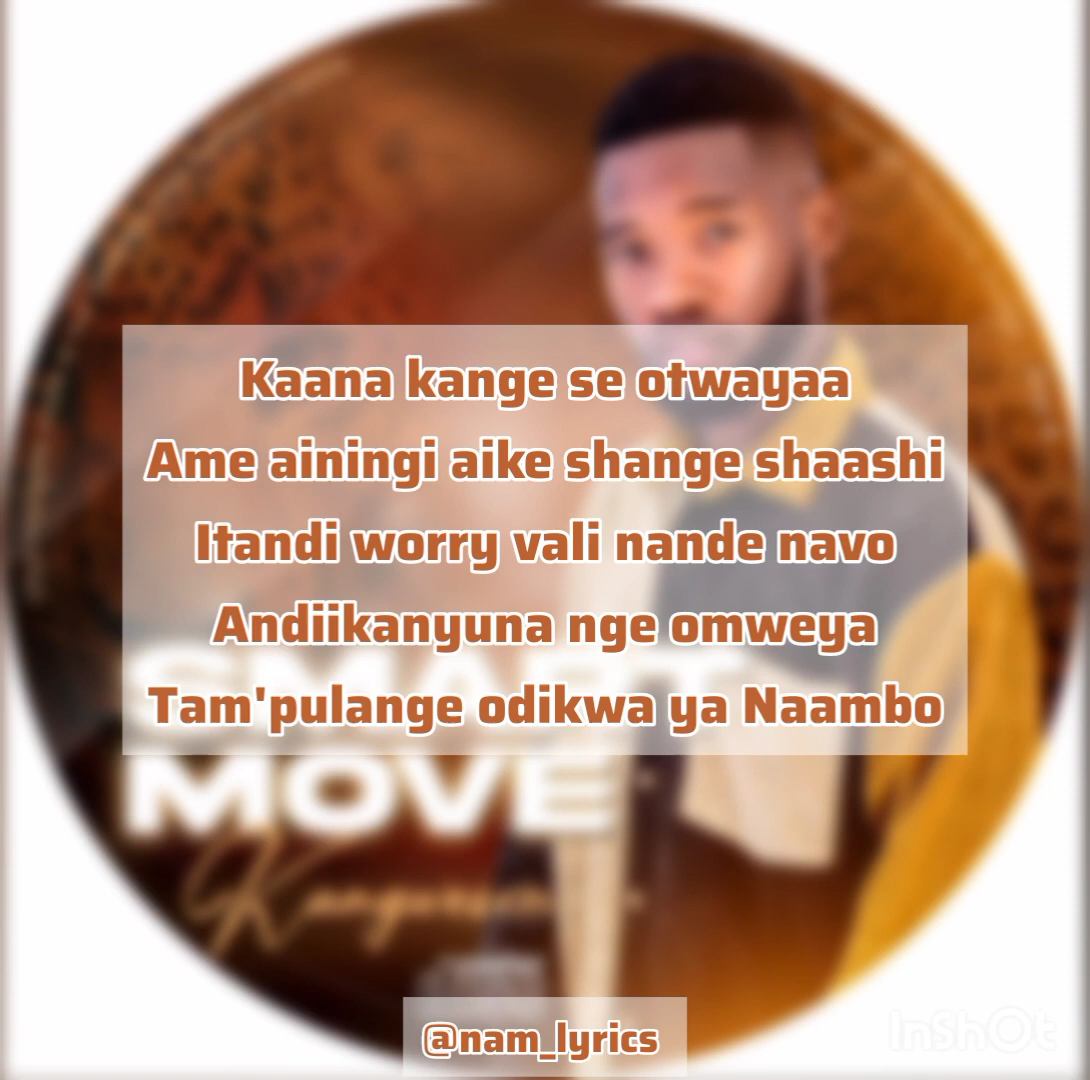 Kaana kange se otwayaa
Ame ainingi aike shange shaashi
Itandi worry vali nande navo
Andiikanyuna nge omweya
Tam'pulange odikwa ya Naambo
SMART
MOVE
@nam_lyrics
InShOt